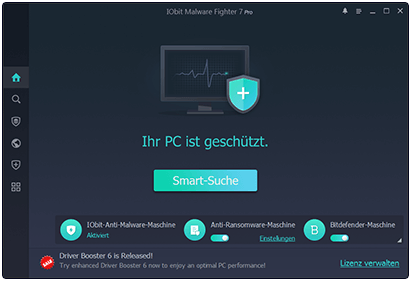 IObit Malware Fighter 7 Pro
Ihr PC ist geschützt.
Smart-Suche
IObit-Anti-Malware-Maschine
Aktiviert
Anti-Ransomware-Maschine
Einstellungen
Bitdefender-Maschine
SALE
Driver Booster 6 is Released!
Try enhanced Driver Booster 6 now to enjoy an optimal PC performance!
Lizenz verwalten